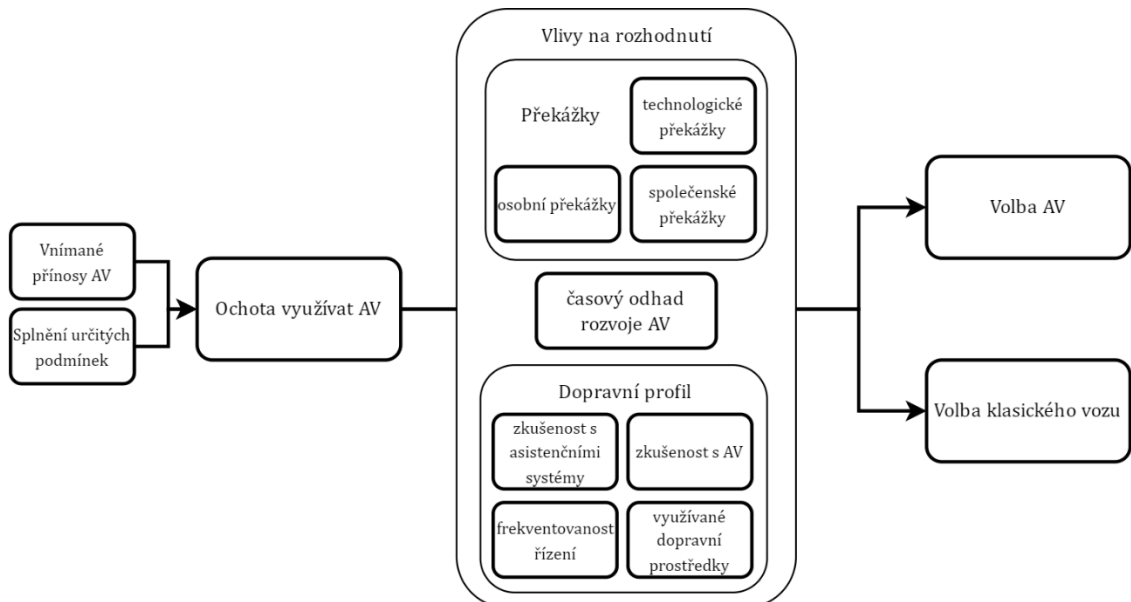 Vnímané
přínosy AV
Splnění určitých
podmínek
Ochota využívat AV
Vlivy na rozhodnutí
Překážky
technologické
překážky
osobní překážky
společenské
překážky
časový odhad
rozvoje AV
Dopravní profil
zkušenost s
asistenčními
systémy
zkušenost s AV
frekventovanost
řízení
využívané
dopravní
prostředky
Volba AV
Volba klasického vozu